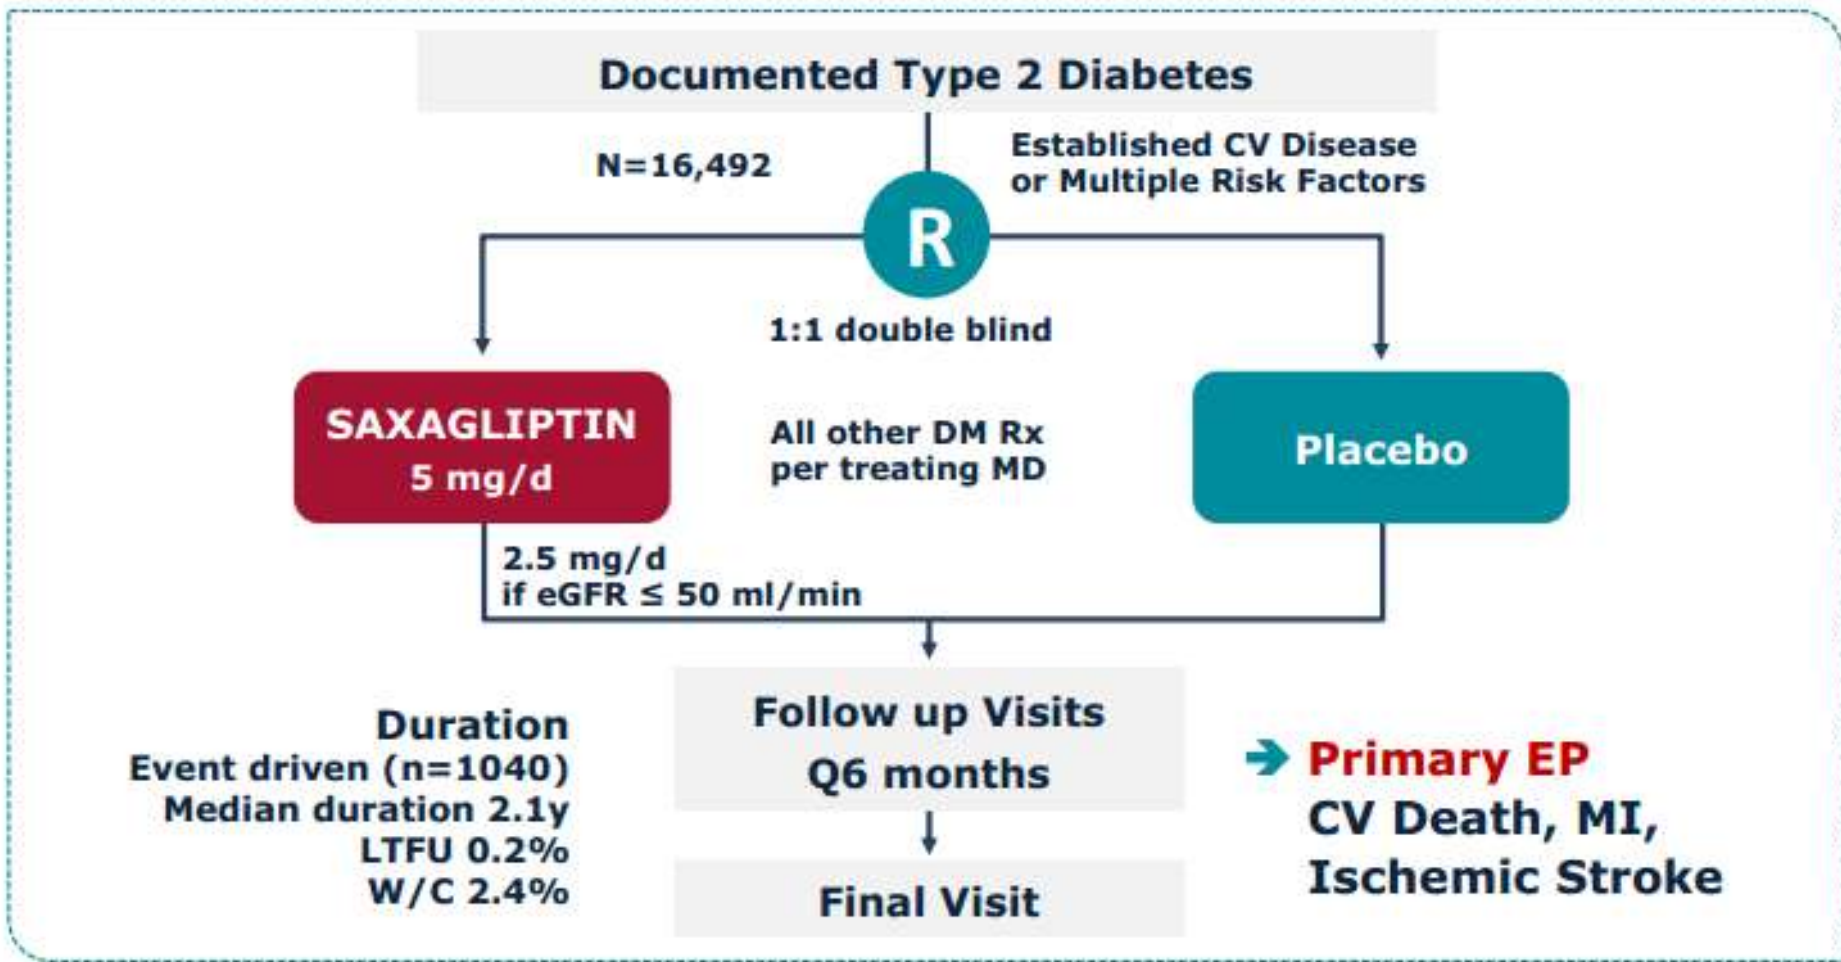 Documented Type 2 Diabetes
N=16,492
Established CV Disease
or Multiple Risk Factors
R
1:1 double blind
SAXAGLIPTIN
5 mg/d
All other DM Rx
per treating MD
Placebo
2.5 mg/d
if eGFR ≤ 50 ml/min
Duration
Event driven (n=1040)
Median duration 2.1y
LTFU 0.2%
W/C 2.4%
Follow up Visits
Q6 months
Final Visit
Primary EP
CV Death, MI,
Ischemic Stroke